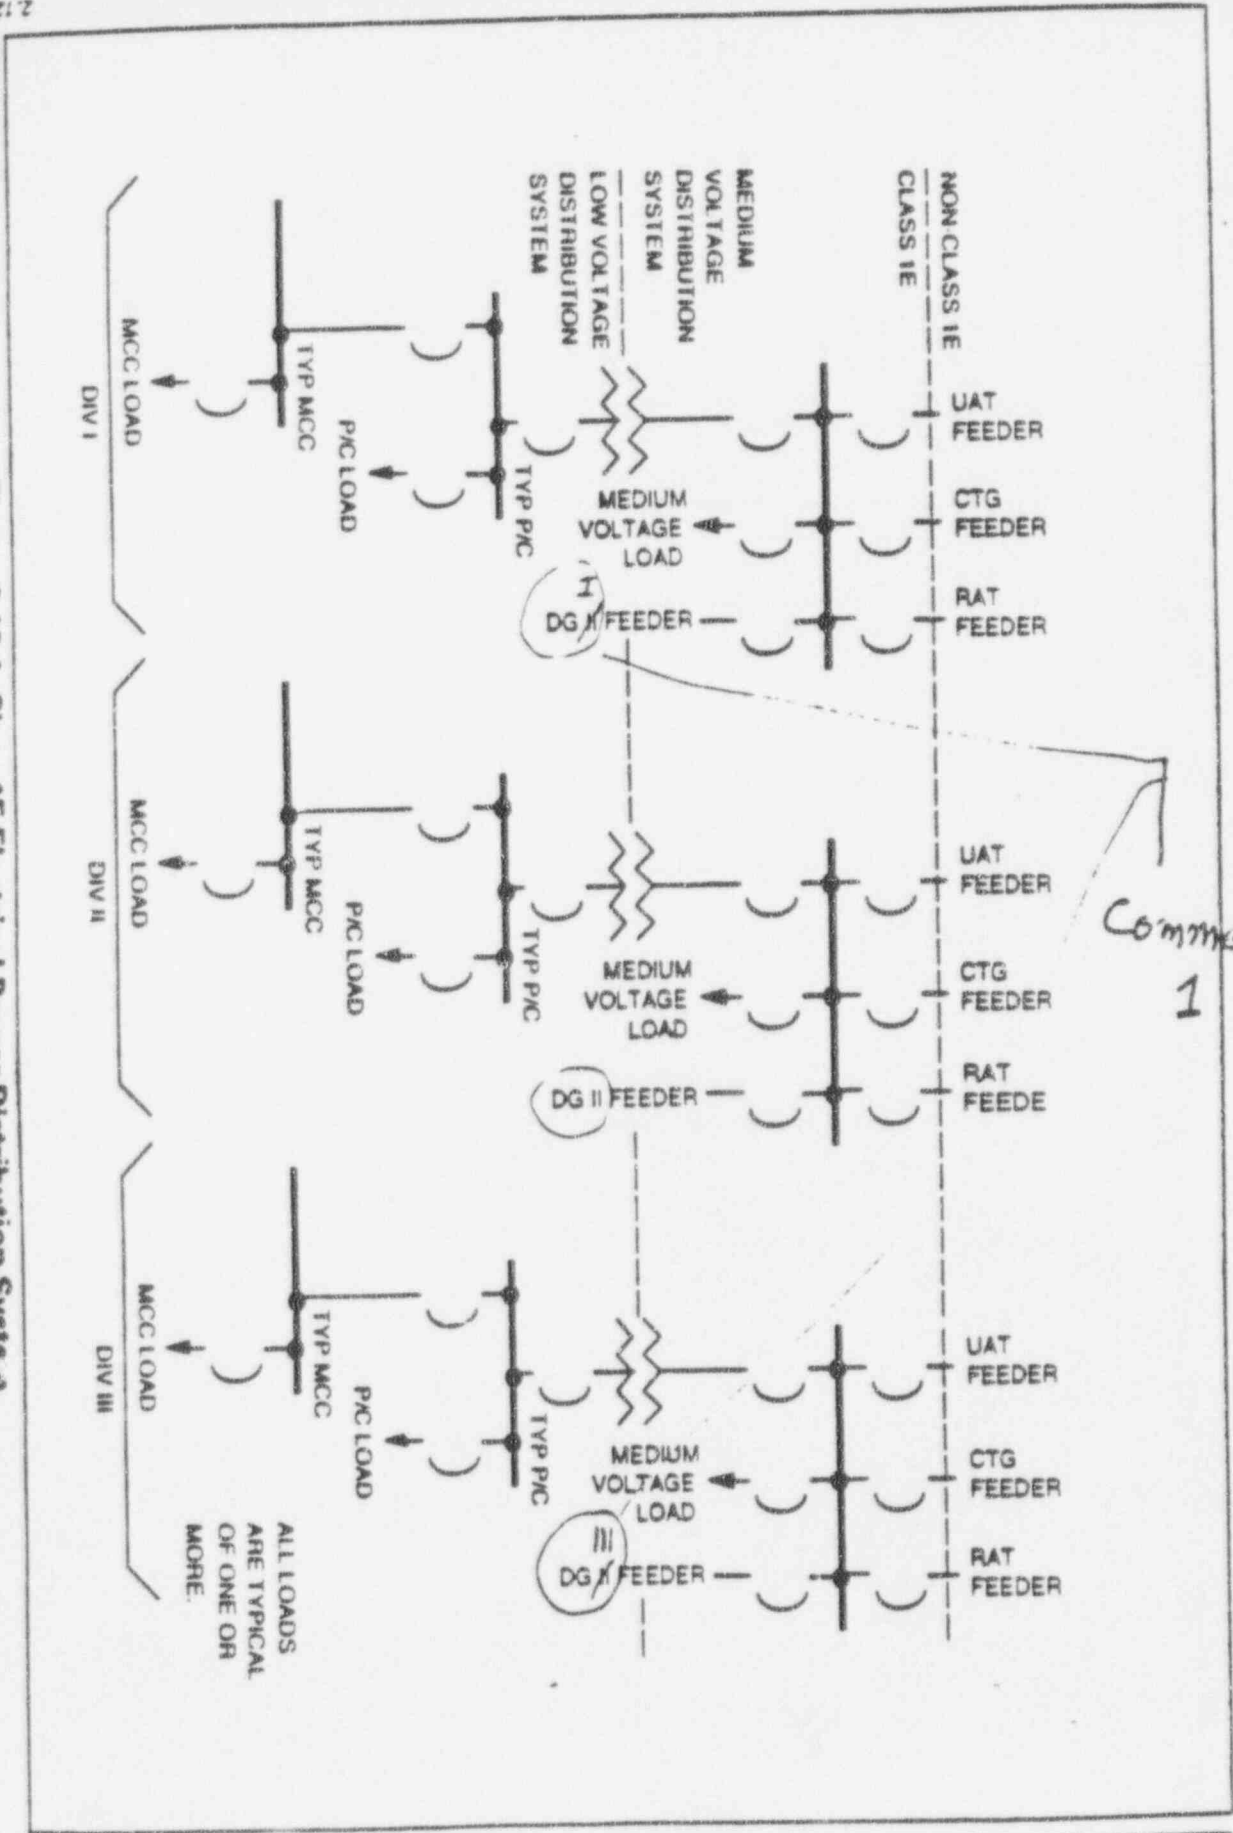 NON-CLASS 1E
CLASS 1E
MEDIUM
VOLTAGE
DISTRIBUTION
SYSTEM
LOW VOLTAGE
DISTRIBUTION
SYSTEM
UAT
FEEDER
CTG
FEEDER
RAT
FEEDER
MEDIUM
VOLTAGE
LOAD
I
DG II FEEDER
TYP P/C
P/C LOAD
TYP MCC
MCC LOAD
DIV I
UAT
FEEDER
CTG
FEEDER
RAT
FEEDE
1
MEDIUM
VOLTAGE
LOAD
DG II FEEDER
TYP P/C
P/C LOAD
TYP MCC
MCC LOAD
DIV II
UAT
FEEDER
CTG
FEEDER
RAT
FEEDER
MEDIUM
VOLTAGE
LOAD
III
DG II FEEDER
TYP P/C
P/C LOAD
TYP MCC
MCC LOAD
DIV III
ALL LOADS
ARE TYPICAL
OF ONE OR
MORE.
Distribution